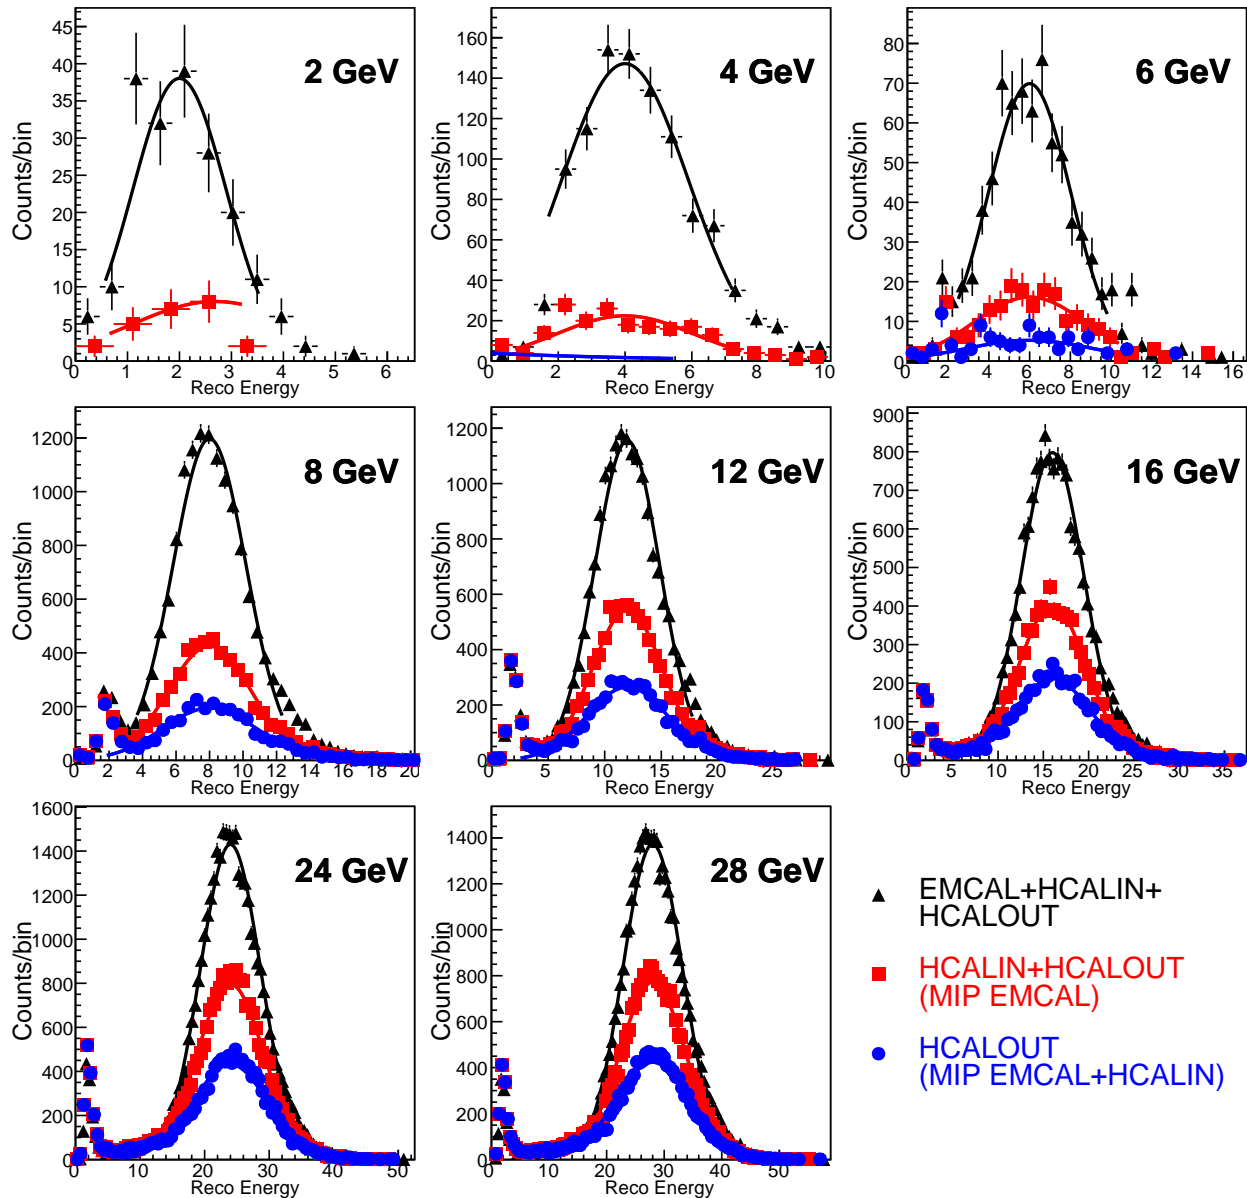 45
40
35
30
25
20
15
10
5
0
Counts/bin
2 GeV
0 1 2 3 4 5 6
Reco Energy
160
140
120
100
80
60
40
20
0
Counts/bin
4 GeV
0 2 4 6 8 10
Reco Energy
80
70
60
50
40
30
20
10
0
Counts/bin
6 GeV
0 2 4 6 8 10 12 14 16
Reco Energy
1200
1000
800
600
400
200
0
Counts/bin
8 GeV
0 2 4 6 8 10 12 14 16 18 20
Reco Energy
1200
1000
800
600
400
200
0
Counts/bin
12 GeV
0 5 10 15 20 25
Reco Energy
900
800
700
600
500
400
300
200
100
0
Counts/bin
16 GeV
0 5 10 15 20 25 30 35
Reco Energy
1600
1400
1200
1000
800
600
400
200
0
Counts/bin
24 GeV
0 10 20 30 40 50
Reco Energy
1400
1200
1000
800
600
400
200
0
Counts/bin
28 GeV
0 10 20 30 40 50
Reco Energy
EMCAL+HCALIN+
HCALOUT
HCALIN+HCALOUT
(MIP EMCAL)
HCALOUT
(MIP EMCAL+HCALIN)